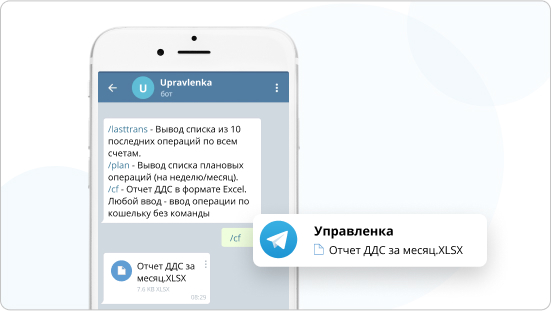 U
Upravlenka
бот
/lasttrans - Вывод списка из 10
последних операций по всем
счетам.
/plan - Вывод списка плановых
операций (на неделю/месяц).
/cf - Отчет ДДС в формате Excel.
Любой ввод - ввод операции по
кошельку без команды
/cf
Управленка
Отчет ДДС за месяц.XLSX
Отчет ДДС за
месяц.XLSX
7.6 KB XLSX
08:29